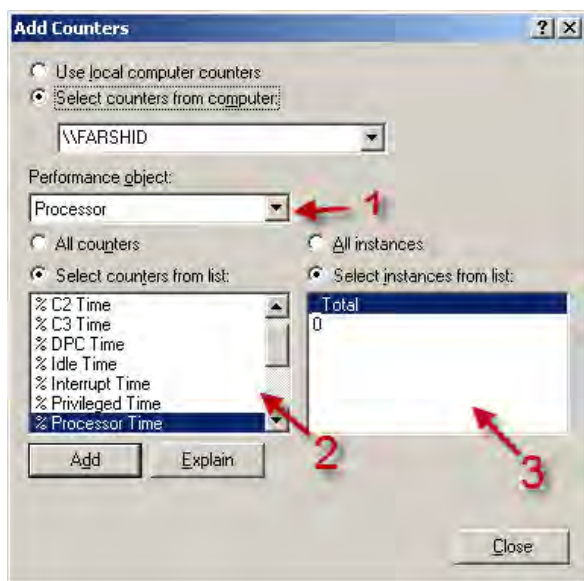 Add Counters
Use local computer counters
Select counters from computer:
\\FARSHID
Performance object:
Processor
1
All counters
All instances
Select counters from list:
Select instances from list:
% C2 Time
% C3 Time
% DPC Time
% Idle Time
% Interrupt Time
% Privileged Time
% Processor Time
_Total
0
2
3
Add
Explain
Close